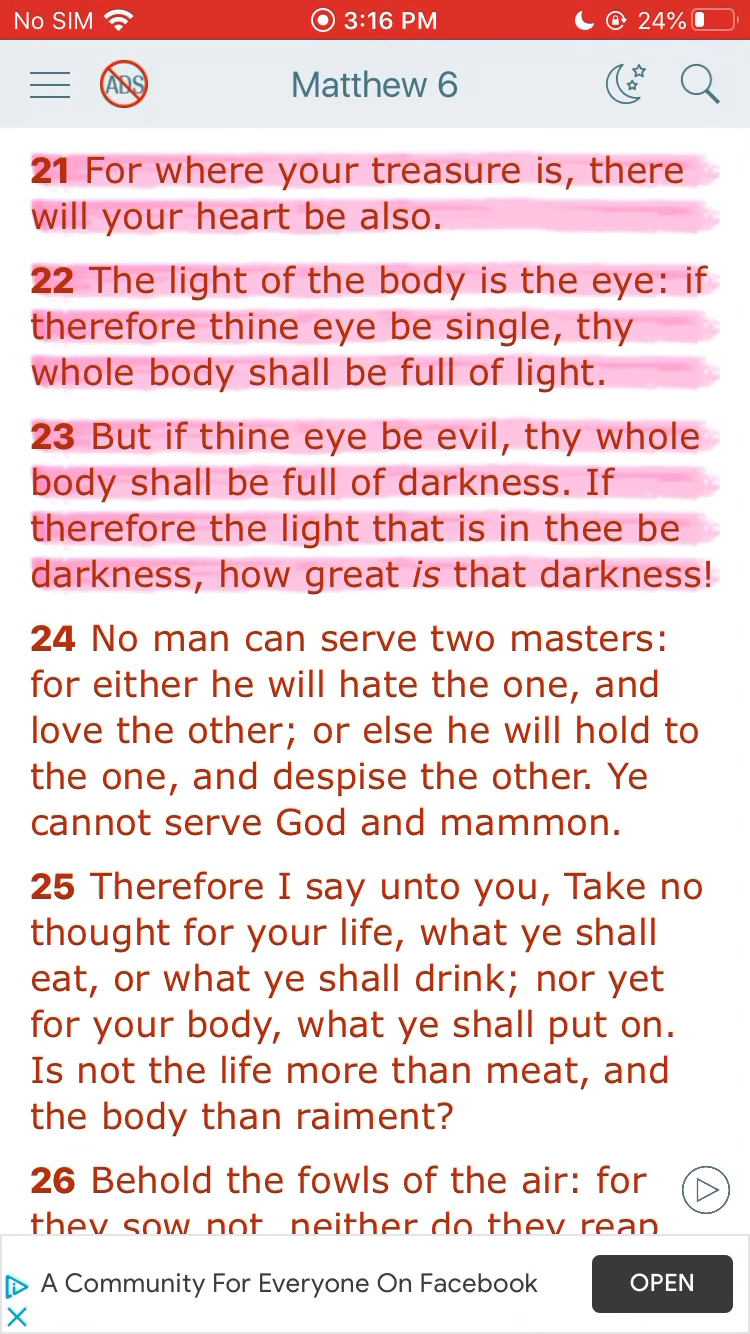 No SIM 3:16 PM 24%
ADS Matthew 6
21 For where your treasure is, there
will your heart be also.
22 The light of the body is the eye: if
therefore thine eye be single, thy
whole body shall be full of light.
23 But if thine eye be evil, thy whole
body shall be full of darkness. If
therefore the light that is in thee be
darkness, how great is that darkness!
24 No man can serve two masters:
for either he will hate the one, and
love the other; or else he will hold to
the one, and despise the other. Ye
cannot serve God and mammon.
25 Therefore I say unto you, Take no
thought for your life, what ye shall
eat, or what ye shall drink; nor yet
for your body, what ye shall put on.
Is not the life more than meat, and
the body than raiment?
26 Behold the fowls of the air: for
they sow not, neither do they reap
A Community For Everyone On Facebook
OPEN